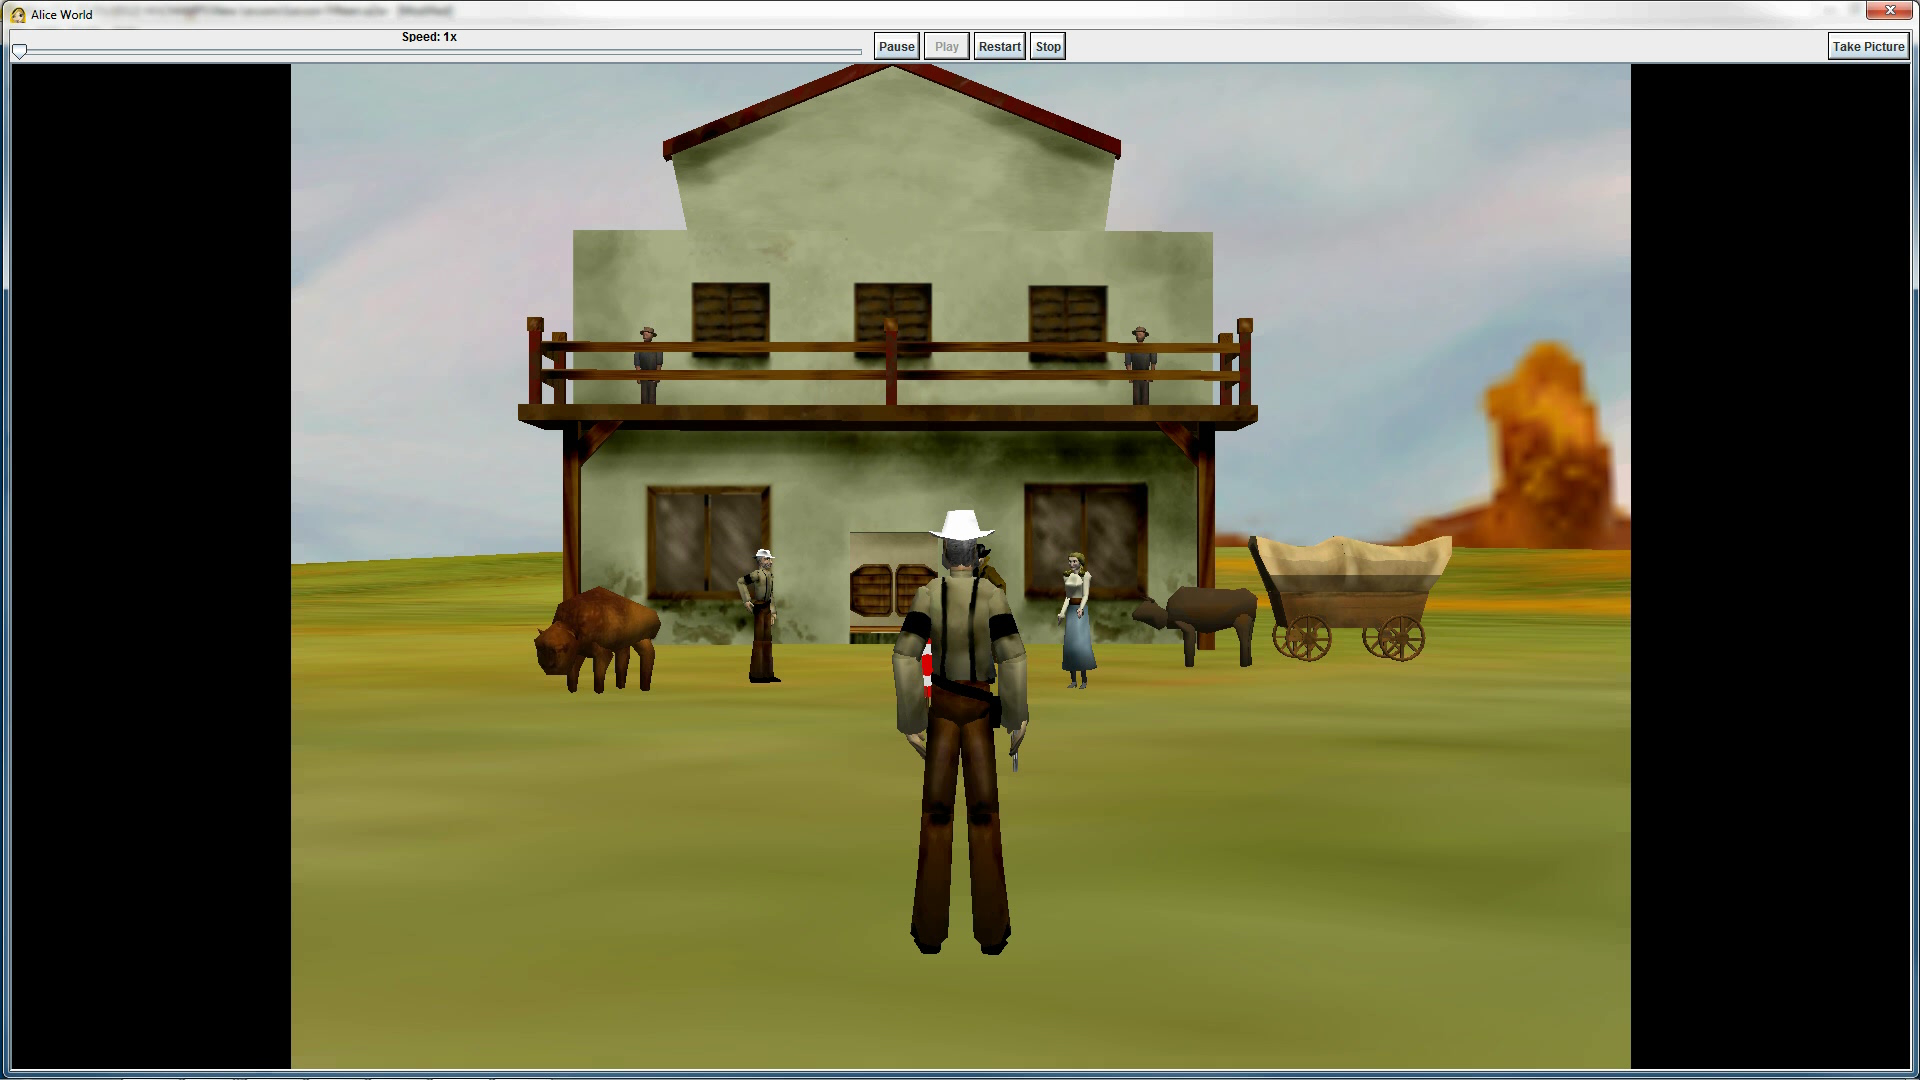 Alice World
Speed: 1x
Pause
Play
Restart
Stop
Take Picture